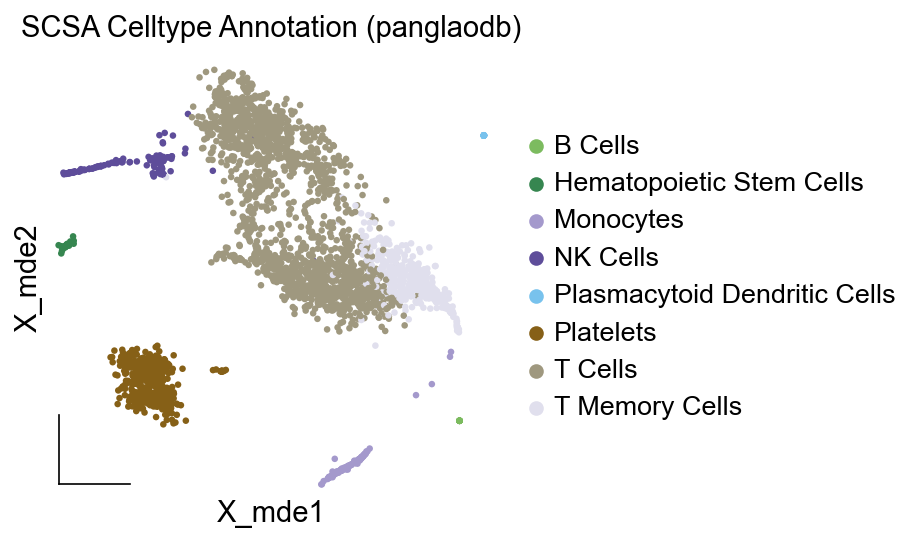 SCSA Celltype Annotation (panglaodb)
B Cells
Hematopoietic Stem Cells
Monocytes
NK Cells
Plasmacytoid Dendritic Cells
Platelets
T Cells
T Memory Cells
X_mde2
X_mde1